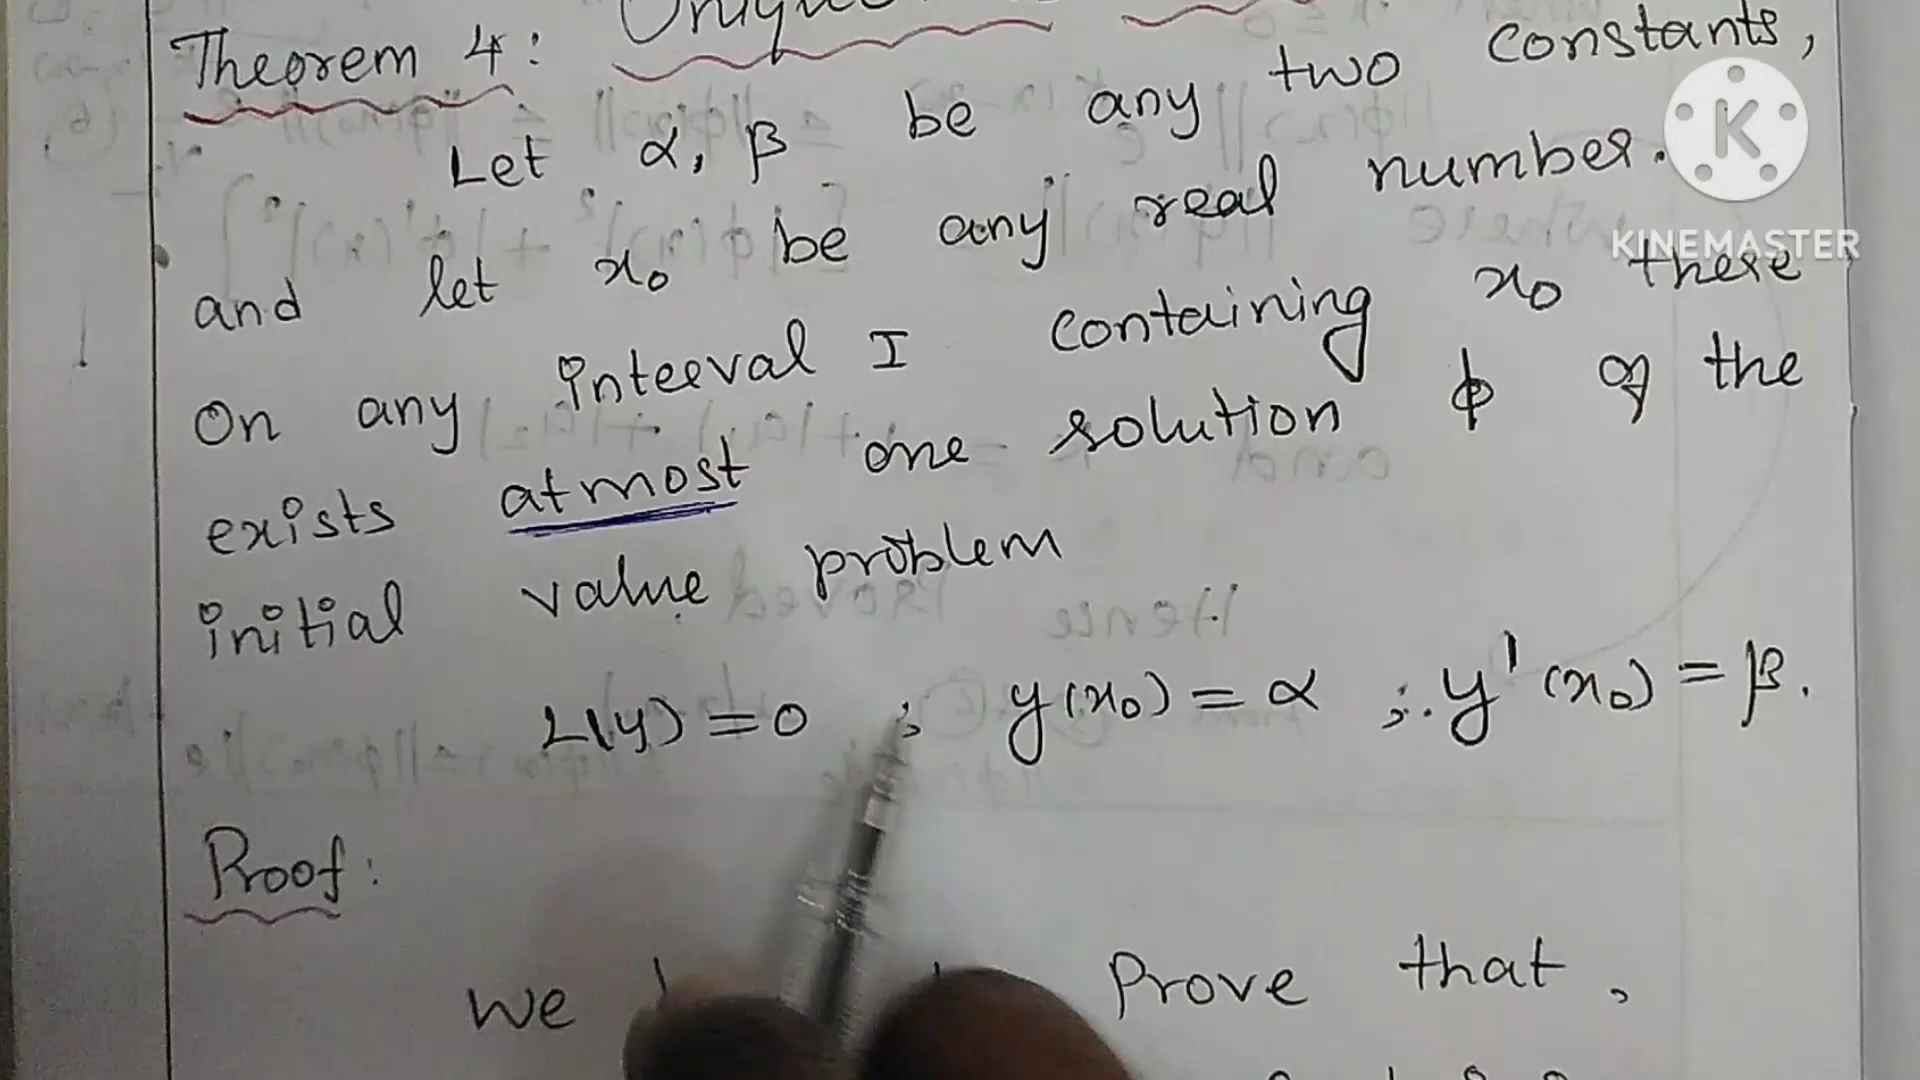 Theorem 4:
Let α, β be any two constants,
and let x₀ be any real number.
On any interval I containing x₀ there
exists atmost one solution ϕ of the
initial value problem
L(y) = 0 ; y(x₀) = α ; y'(x₀) = β.
Proof:
We prove that,
K
KINEMASTER